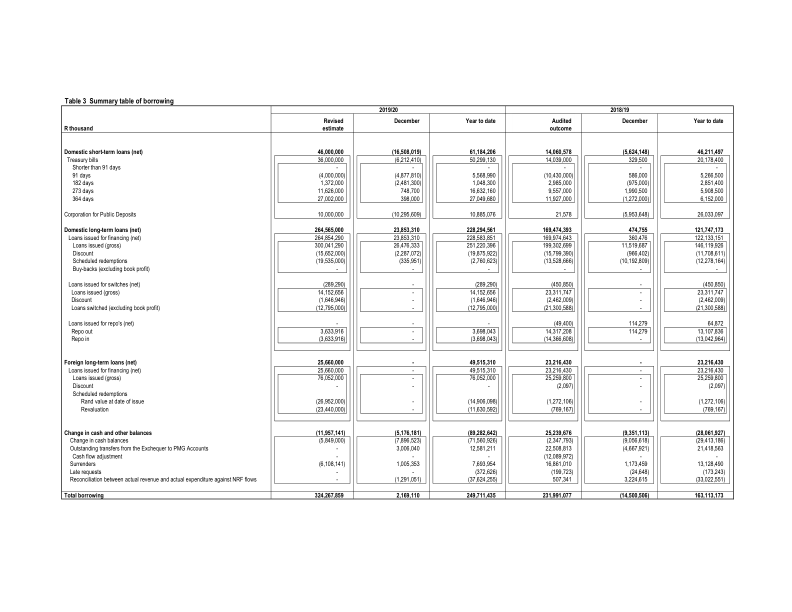 Table 3 Summary table of borrowing
2019/20 2018/19
Revised December Year to date Audited December Year to date
R thousand estimate outcome
Domestic short-term loans (net) 46,000,000 (16,508,019) 61,184,206 14,060,578 (5,624,148) 46,211,497
Treasury bills 36,000,000 (6,212,410) 50,299,130 14,039,000 329,500 20,178,400
Shorter than 91 days - - - - - -
91 days (4,000,000) (4,877,810) 5,568,990 (10,430,000) 586,000 5,266,500
182 days 1,372,000 (2,481,300) 1,048,300 2,985,000 (975,000) 2,851,400
273 days 11,626,000 748,700 16,632,160 9,557,000 1,990,500 5,908,500
364 days 27,002,000 398,000 27,049,680 11,927,000 (1,272,000) 6,152,000
Corporation for Public Deposits 10,000,000 (10,295,609) 10,885,076 21,578 (5,953,648) 26,033,097
Domestic long-term loans (net) 264,565,000 23,853,310 228,294,561 169,474,393 474,755 121,747,173
Loans issued for financing (net) 264,854,290 23,853,310 228,583,851 169,974,643 360,476 122,133,151
Loans issued (gross) 300,041,290 26,476,333 251,220,396 199,302,699 11,519,687 146,119,926
Discount (15,652,000) (2,287,072) (19,875,922) (15,799,390) (966,402) (11,708,611)
Scheduled redemptions (19,535,000) (335,951) (2,760,623) (13,528,666) (10,192,809) (12,278,164)
Buy-backs (excluding book profit) - - - - - -
Loans issued for switches (net) (289,290) - (289,290) (450,850) - (450,850)
Loans issued (gross) 14,152,656 - 14,152,656 23,311,747 - 23,311,747
Discount (1,646,946) - (1,646,946) (2,462,009) - (2,462,009)
Loans switched (excluding book profit) (12,795,000) - (12,795,000) (21,300,588) - (21,300,588)
Loans issued for repo's (net) - - - (49,400) 114,279 64,872
Repo out 3,633,916 - 3,698,043 14,317,208 114,279 13,107,836
Repo in (3,633,916) - (3,698,043) (14,366,608) - (13,042,964)
Foreign long-term loans (net) 25,660,000 - 49,515,310 23,216,430 - 23,216,430
Loans issued for financing (net) 25,660,000 - 49,515,310 23,216,430 - 23,216,430
Loans issued (gross) 76,052,000 - 76,052,000 25,259,800 - 25,259,800
Discount - - - (2,097) - (2,097)
Scheduled redemptions
Rand value at date of issue (26,952,000) - (14,906,098) (1,272,106) - (1,272,106)
Revaluation (23,440,000) - (11,630,592) (769,167) - (769,167)
Change in cash and other balances (11,957,141) (5,176,181) (89,282,642) 25,239,676 (9,351,113) (28,061,927)
Change in cash balances (5,849,000) (7,896,523) (71,560,926) (2,347,793) (9,056,618) (29,413,186)
Outstanding transfers from the Exchequer to PMG Accounts - 3,006,040 12,581,211 22,508,813 (4,667,921) 21,418,563
Cash flow adjustment - - - (12,089,972) - -
Surrenders (6,108,141) 1,005,353 7,693,954 16,861,010 1,173,459 13,128,490
Late requests - - (372,626) (199,723) (24,648) (173,243)
Reconciliation between actual revenue and actual expenditure against NRF flows - (1,291,051) (37,624,255) 507,341 3,224,615 (33,022,551)
Total borrowing 324,267,859 2,169,110 249,711,435 231,991,077 (14,500,506) 163,113,173